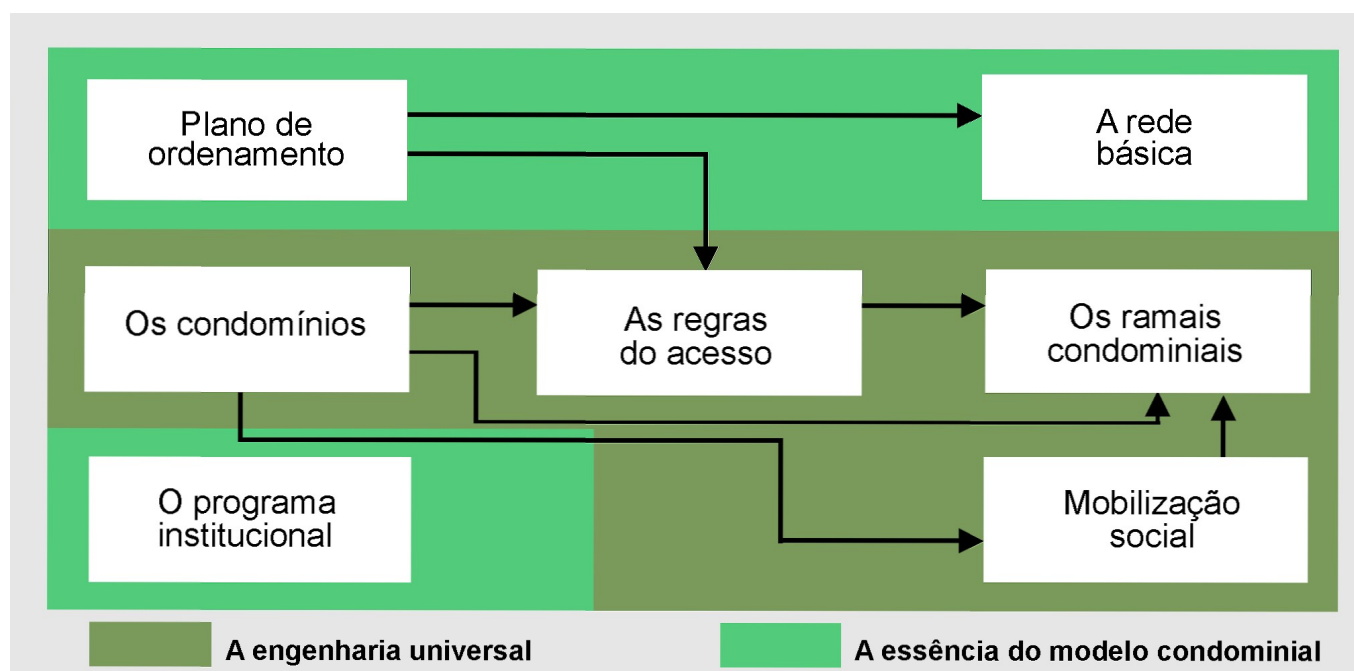 Plano de
ordenamento
A rede
básica
Os condomínios
As regras
do acesso
Os ramais
condominiais
O programa
institucional
Mobilização
social
A engenharia universal
A essência do modelo condominial